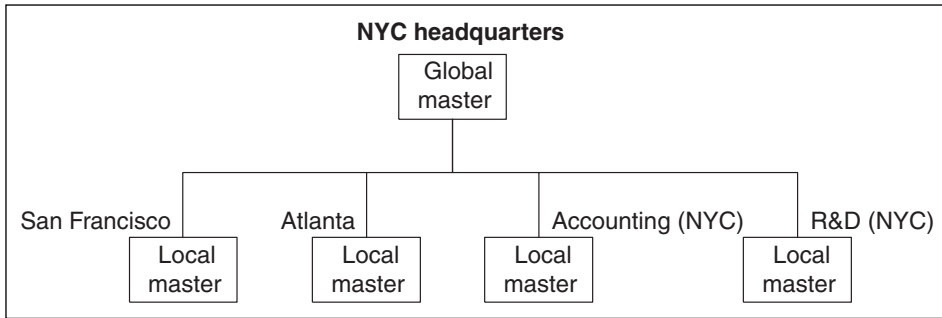 NYC headquarters
Global
master
San Francisco
Atlanta
Accounting (NYC)
R&D (NYC)
Local
master
Local
master
Local
master
Local
master